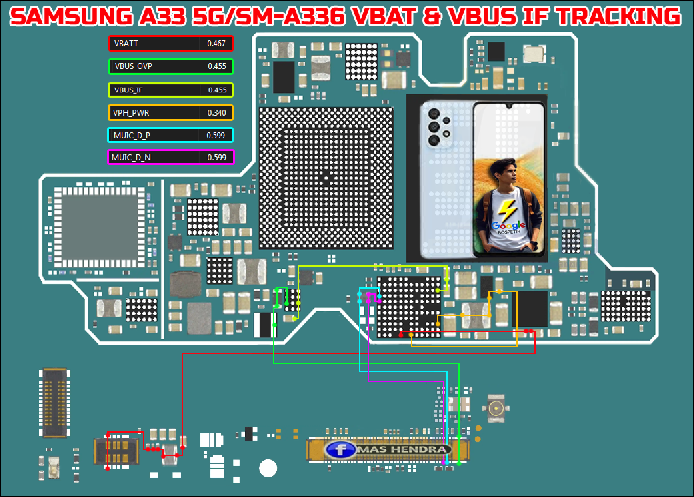 SAMSUNG A33 5G/SM-A336 VBAT & VBUS IF TRACKING
VBATT 0.467
VBUS_OVP 0.455
VBUS_IF 0.455
VPH_PWR 0.340
MUIC_D_P 0.599
MUIC_D_N 0.599
Google
f MAS HENDRA